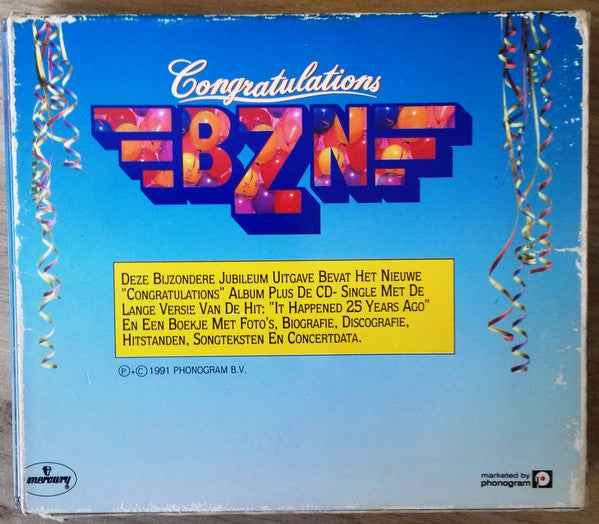 Congratulations
BZN
DEZE BIJZONDERE JUBILEUM UITGAVE BEVAT HET NIEUWE
"CONGRATULATIONS" ALBUM PLUS DE CD- SINGLE MET DE
LANGE VERSIE VAN DE HIT: "IT HAPPENED 25 YEARS AGO"
EN EEN BOEKJE MET FOTO'S, BIOGRAFIE, DISCOGRAFIE,
HITSTANDEN, SONGTEKSTEN EN CONCERTDATA.
Ⓟ+© 1991 PHONOGRAM B.V.
mercury®
marketed by
phonogram